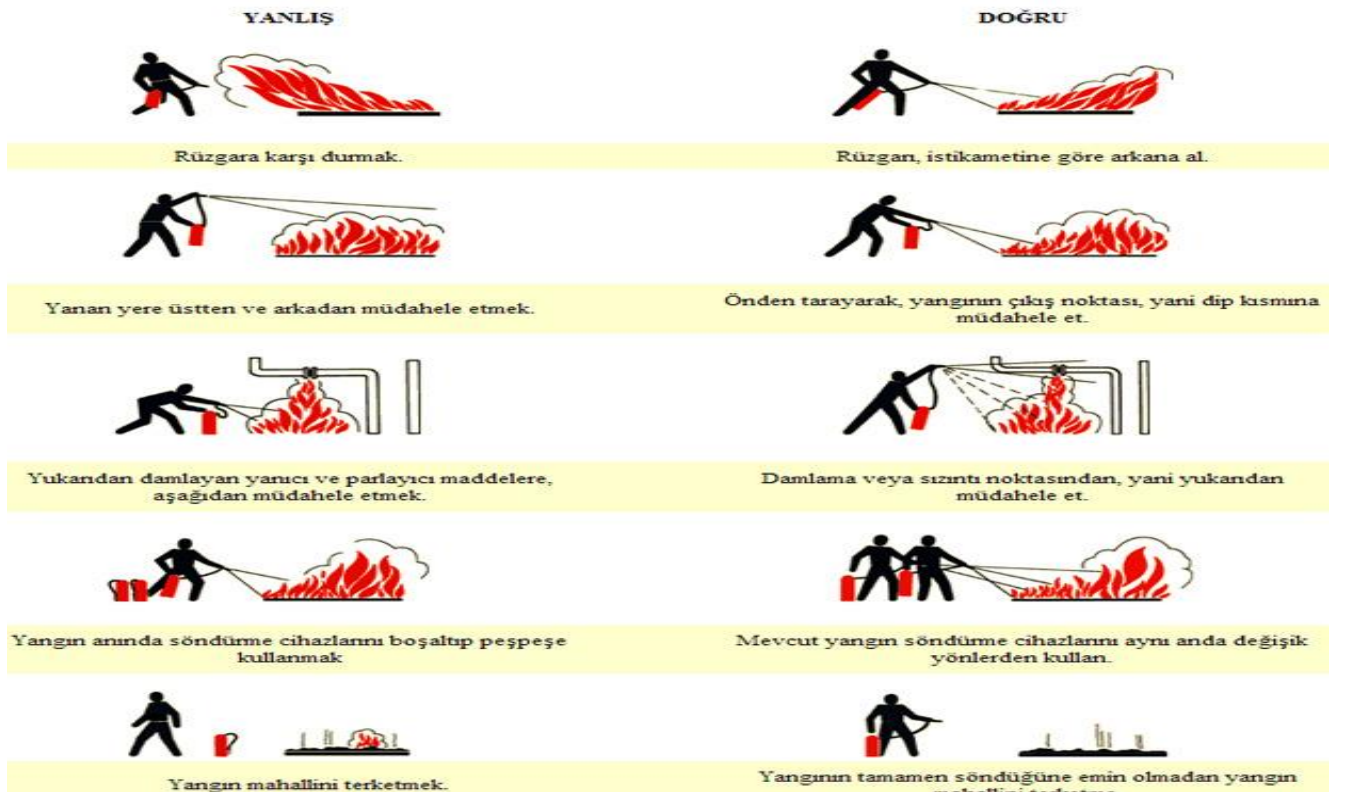 YANLIŞ DOĞRU
Rüzgara karşı durmak.
Rüzgarı, istikametine göre arkana al.
Yanan yere üstten ve arkadan müdahele etmek.
Önden tarayarak, yangının çıkış noktası, yani dip kısmına
müdahele et.
Yukarıdan damlayan yanıcı ve parlayıcı maddelere,
aşağıdan müdahele etmek.
Damlama veya sızıntı noktasından, yani yukarıdan
müdahele et.
Yangın anında söndürme cihazlarını boşaltıp peşpeşe
kullanmak
Mevcut yangın söndürme cihazlarını aynı anda değişik
yönlerden kullan.
Yangın mahallini terketmek.
Yangının tamamen söndüğüne emin olmadan yangın
mahallini terketme